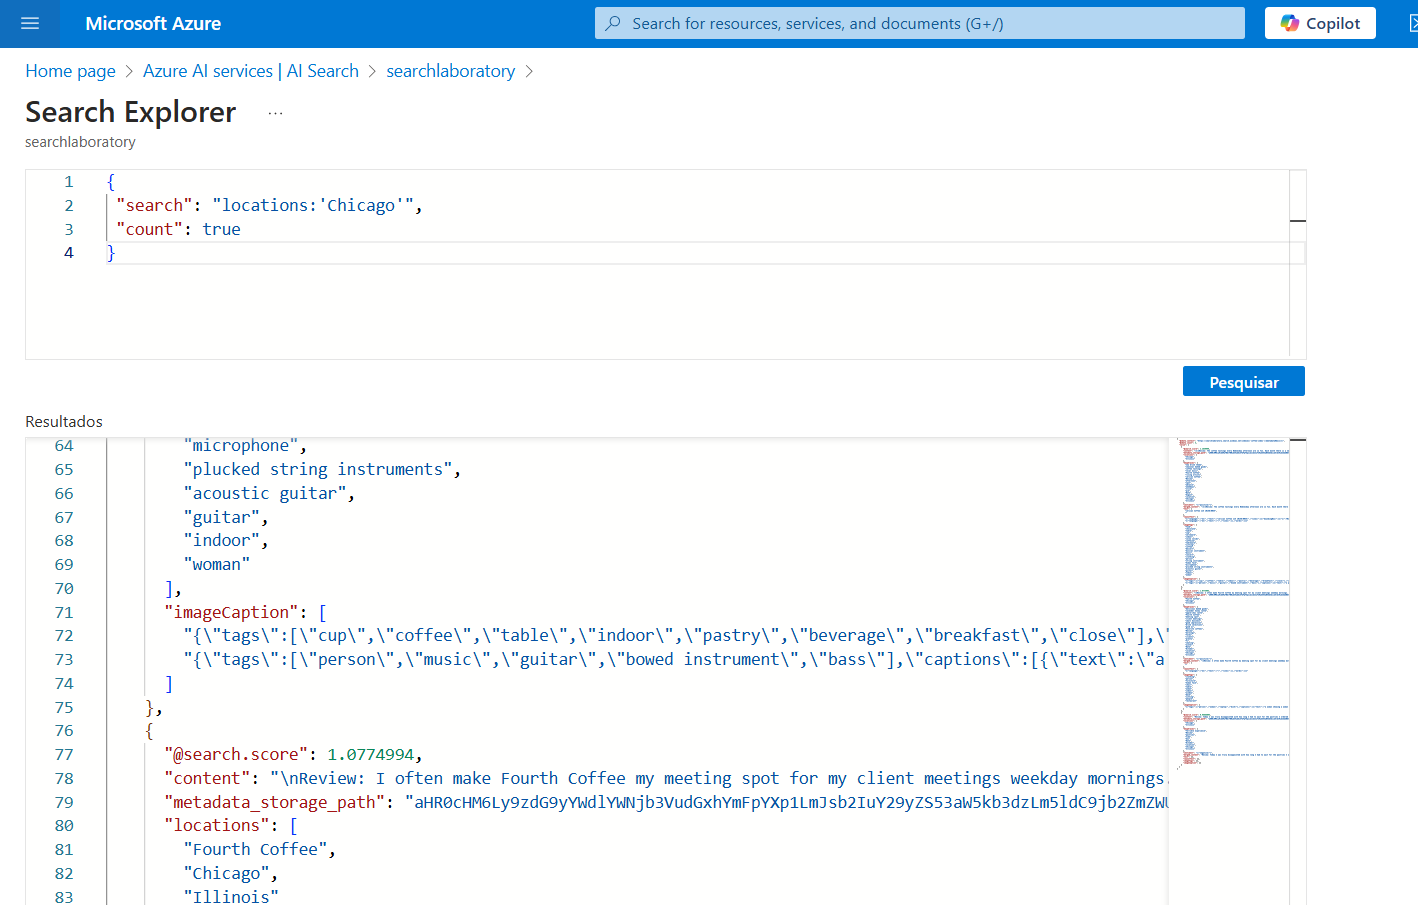 Microsoft Azure
Search for resources, services, and documents (G+/)
Copilot
Home page > Azure AI services | AI Search > searchlaboratory >
Search Explorer ...
searchlaboratory
1 {
2 "search": "locations:'Chicago'",
3 "count": true
4 }
Pesquisar
Resultados
64 "microphone",
65 "plucked string instruments",
66 "acoustic guitar",
67 "guitar",
68 "indoor",
69 "woman"
70 ],
71 "imageCaption": [
72 "{\"tags\":[\"cup\",\"coffee\",\"table\",\"indoor\",\"pastry\",\"beverage\",\"breakfast\",\"close\"],\"
73 "{\"tags\":[\"person\",\"music\",\"guitar\",\"bowed instrument\",\"bass\"],\"captions\":[{\"text\":\"a
74 ]
75 },
76 {
77 "@search.score": 1.0774994,
78 "content": "\nReview: I often make Fourth Coffee my meeting spot for my client meetings weekday mornings.
79 "metadata_storage_path": "aHR0cHM6Ly9zdG9yYWdlYWNjb3VudGxhYmFpYXp1LmJsb2IuY29yZS53aW5kb3dzLm5ldC9jb2ZmZWU
80 "locations": [
81 "Fourth Coffee",
82 "Chicago",
83 "Illinois"